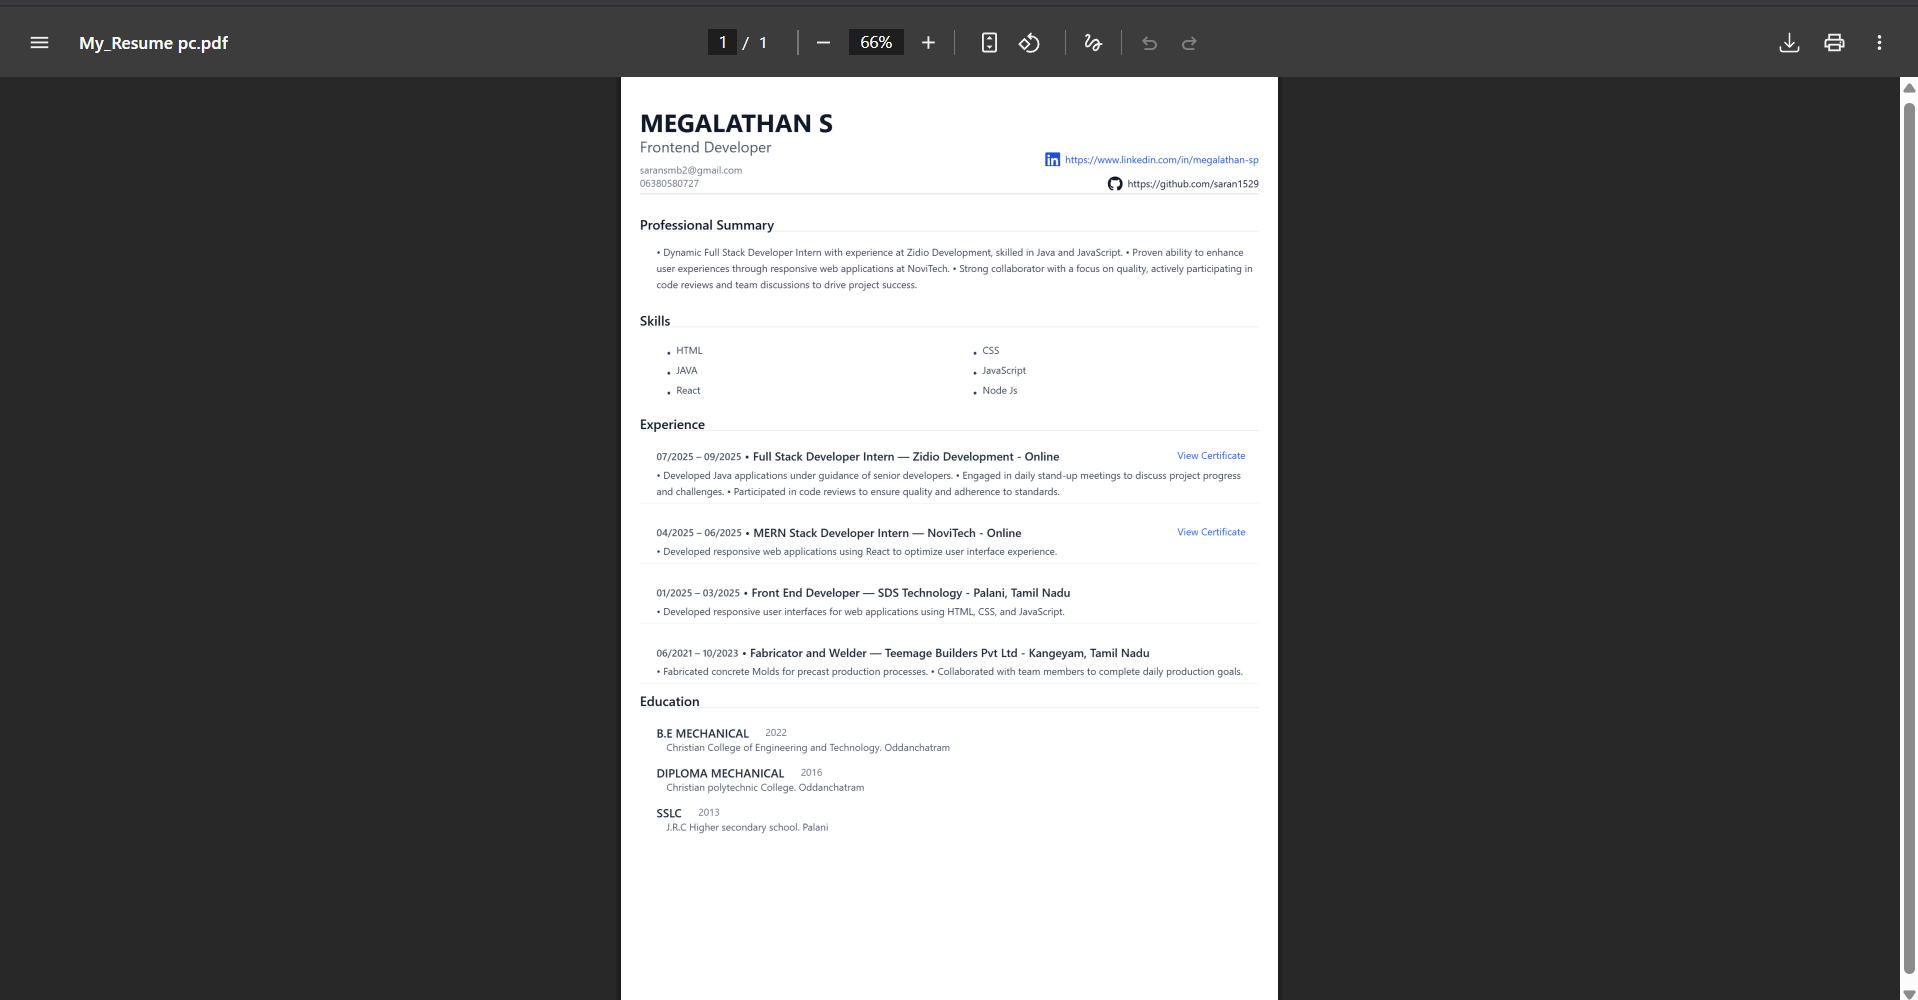 My_Resume pc.pdf
1 / 1
66%
MEGALATHAN S
Frontend Developer
saransmb2@gmail.com
06380580727
https://www.linkedin.com/in/megalathan-sp
https://github.com/saran1529
Professional Summary
• Dynamic Full Stack Developer Intern with experience at Zidio Development, skilled in Java and JavaScript. • Proven ability to enhance
user experiences through responsive web applications at NoviTech. • Strong collaborator with a focus on quality, actively participating in
code reviews and team discussions to drive project success.
Skills
• HTML
• CSS
• JAVA
• JavaScript
• React
• Node Js
Experience
07/2025 – 09/2025 • Full Stack Developer Intern — Zidio Development - Online View Certificate
• Developed Java applications under guidance of senior developers. • Engaged in daily stand-up meetings to discuss project progress
and challenges. • Participated in code reviews to ensure quality and adherence to standards.
04/2025 – 06/2025 • MERN Stack Developer Intern — NoviTech - Online View Certificate
• Developed responsive web applications using React to optimize user interface experience.
01/2025 – 03/2025 • Front End Developer — SDS Technology - Palani, Tamil Nadu
• Developed responsive user interfaces for web applications using HTML, CSS, and JavaScript.
06/2021 – 10/2023 • Fabricator and Welder — Teemage Builders Pvt Ltd - Kangeyam, Tamil Nadu
• Fabricated concrete Molds for precast production processes. • Collaborated with team members to complete daily production goals.
Education
B.E MECHANICAL 2022
Christian College of Engineering and Technology. Oddanchatram
DIPLOMA MECHANICAL 2016
Christian polytechnic College. Oddanchatram
SSLC 2013
J.R.C Higher secondary school. Palani